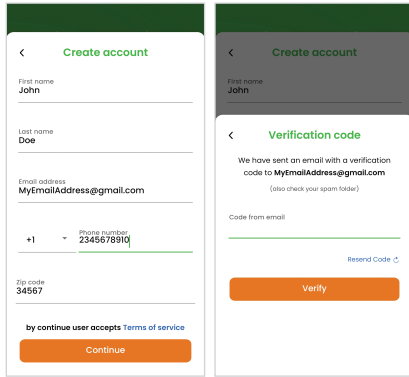 Create account
First name
John
Last name
Doe
Email address
MyEmailAddress@gmail.com
Phone number
+1 2345678910
Zip code
34567
by continue user accepts Terms of service
Continue
Create account
First name
John
Verification code
We have sent an email with a verification
code to MyEmailAddress@gmail.com
(also check your spam folder)
Code from email
Resend Code
Verify